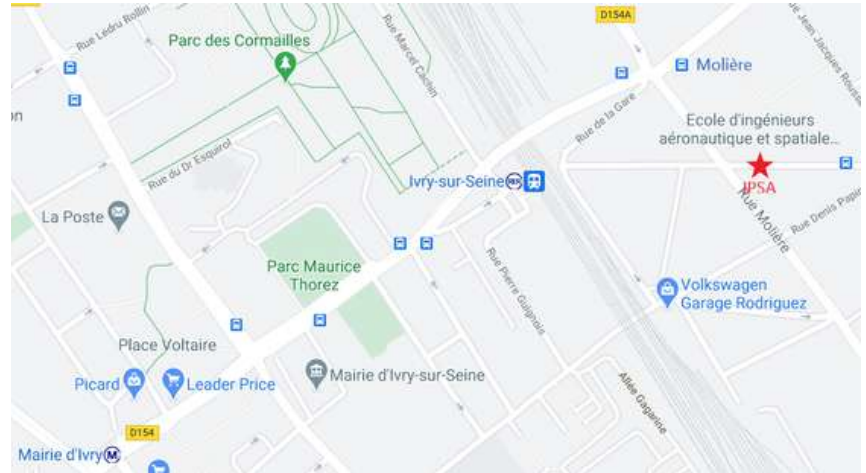 D154A
Rue Ledru Rollin
Parc des Cormailles
Rue Marcel Cachin
Molière
Rue de la Gare
Ecole d'ingénieurs
aéronautique et spatiale...
IPSA
Rue du Dr Esquirol
Ivry-sur-Seine
RER
La Poste
Rue Molière
Rue Denis Papin
Parc Maurice
Thorez
Rue Pierre Guignois
Volkswagen
Garage Rodriguez
Place Voltaire
Picard
Leader Price
Mairie d'Ivry-sur-Seine
Allée Gagarine
D154
Mairie d'Ivry
M